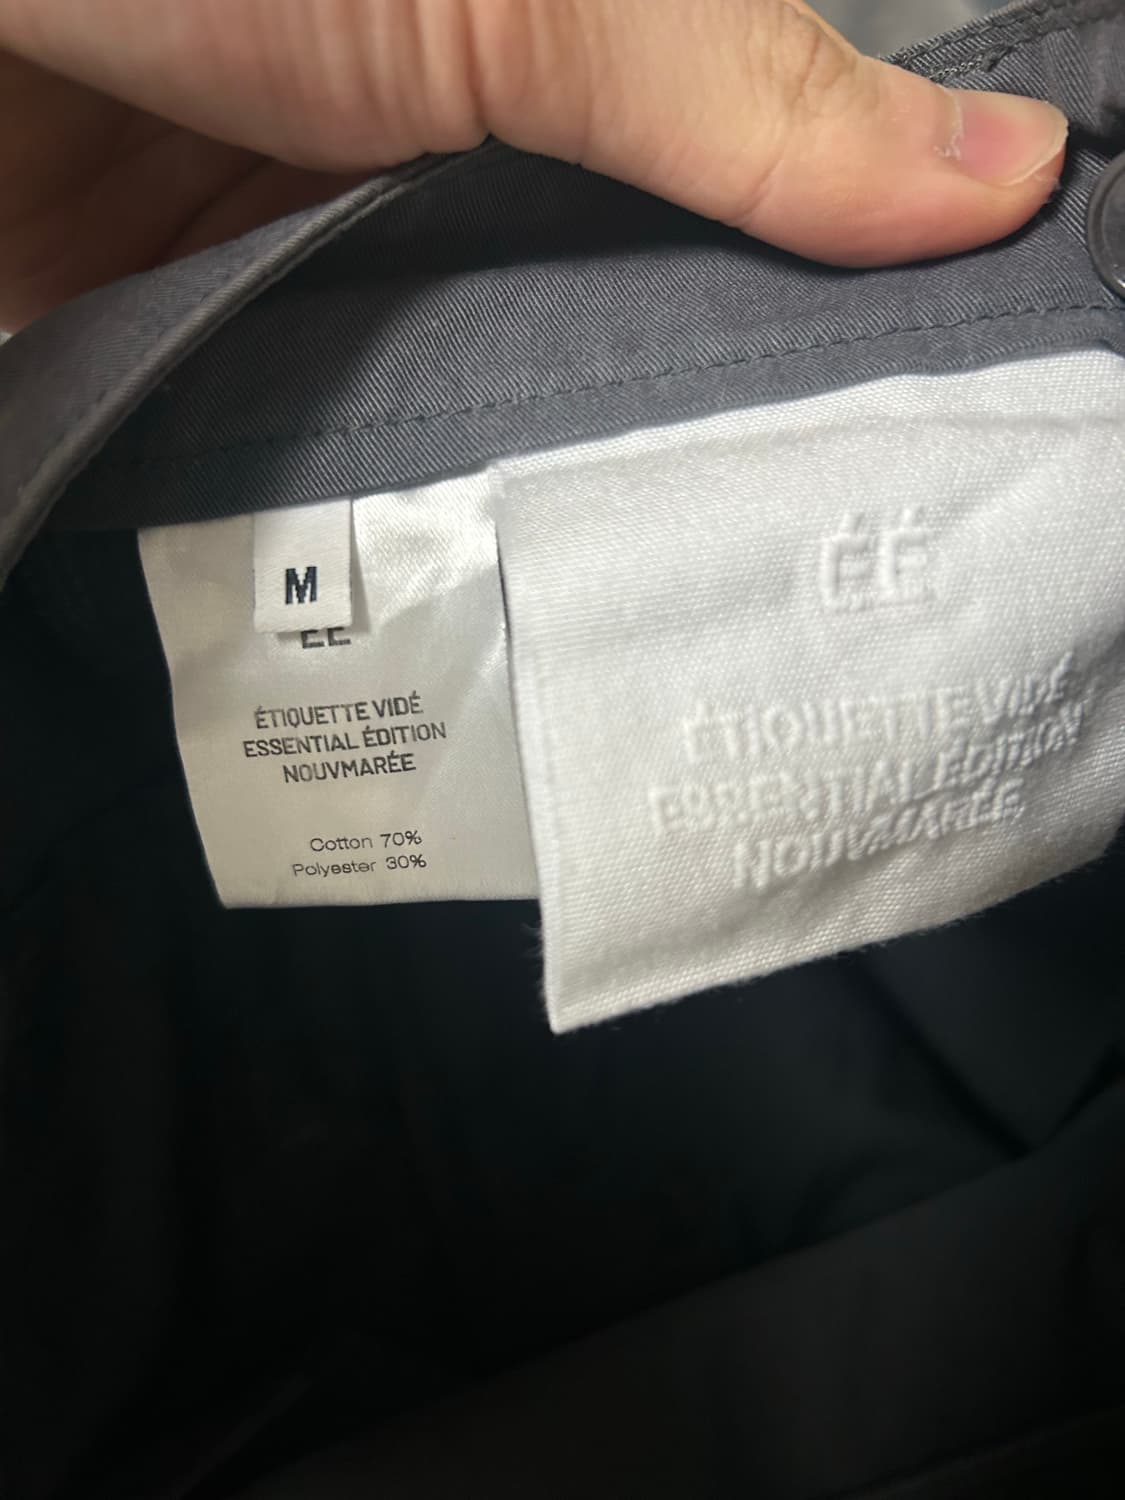 M
ÉÉ
ÉTIQUETTE VIDÉ
ESSENTIAL ÉDITION
NOUVMARÉE
Cotton 70%
Polyester 30%
ÉÉ
ÉTIQUETTE VIDÉ
ESSENTIAL ÉDITION
NOUVMARÉE